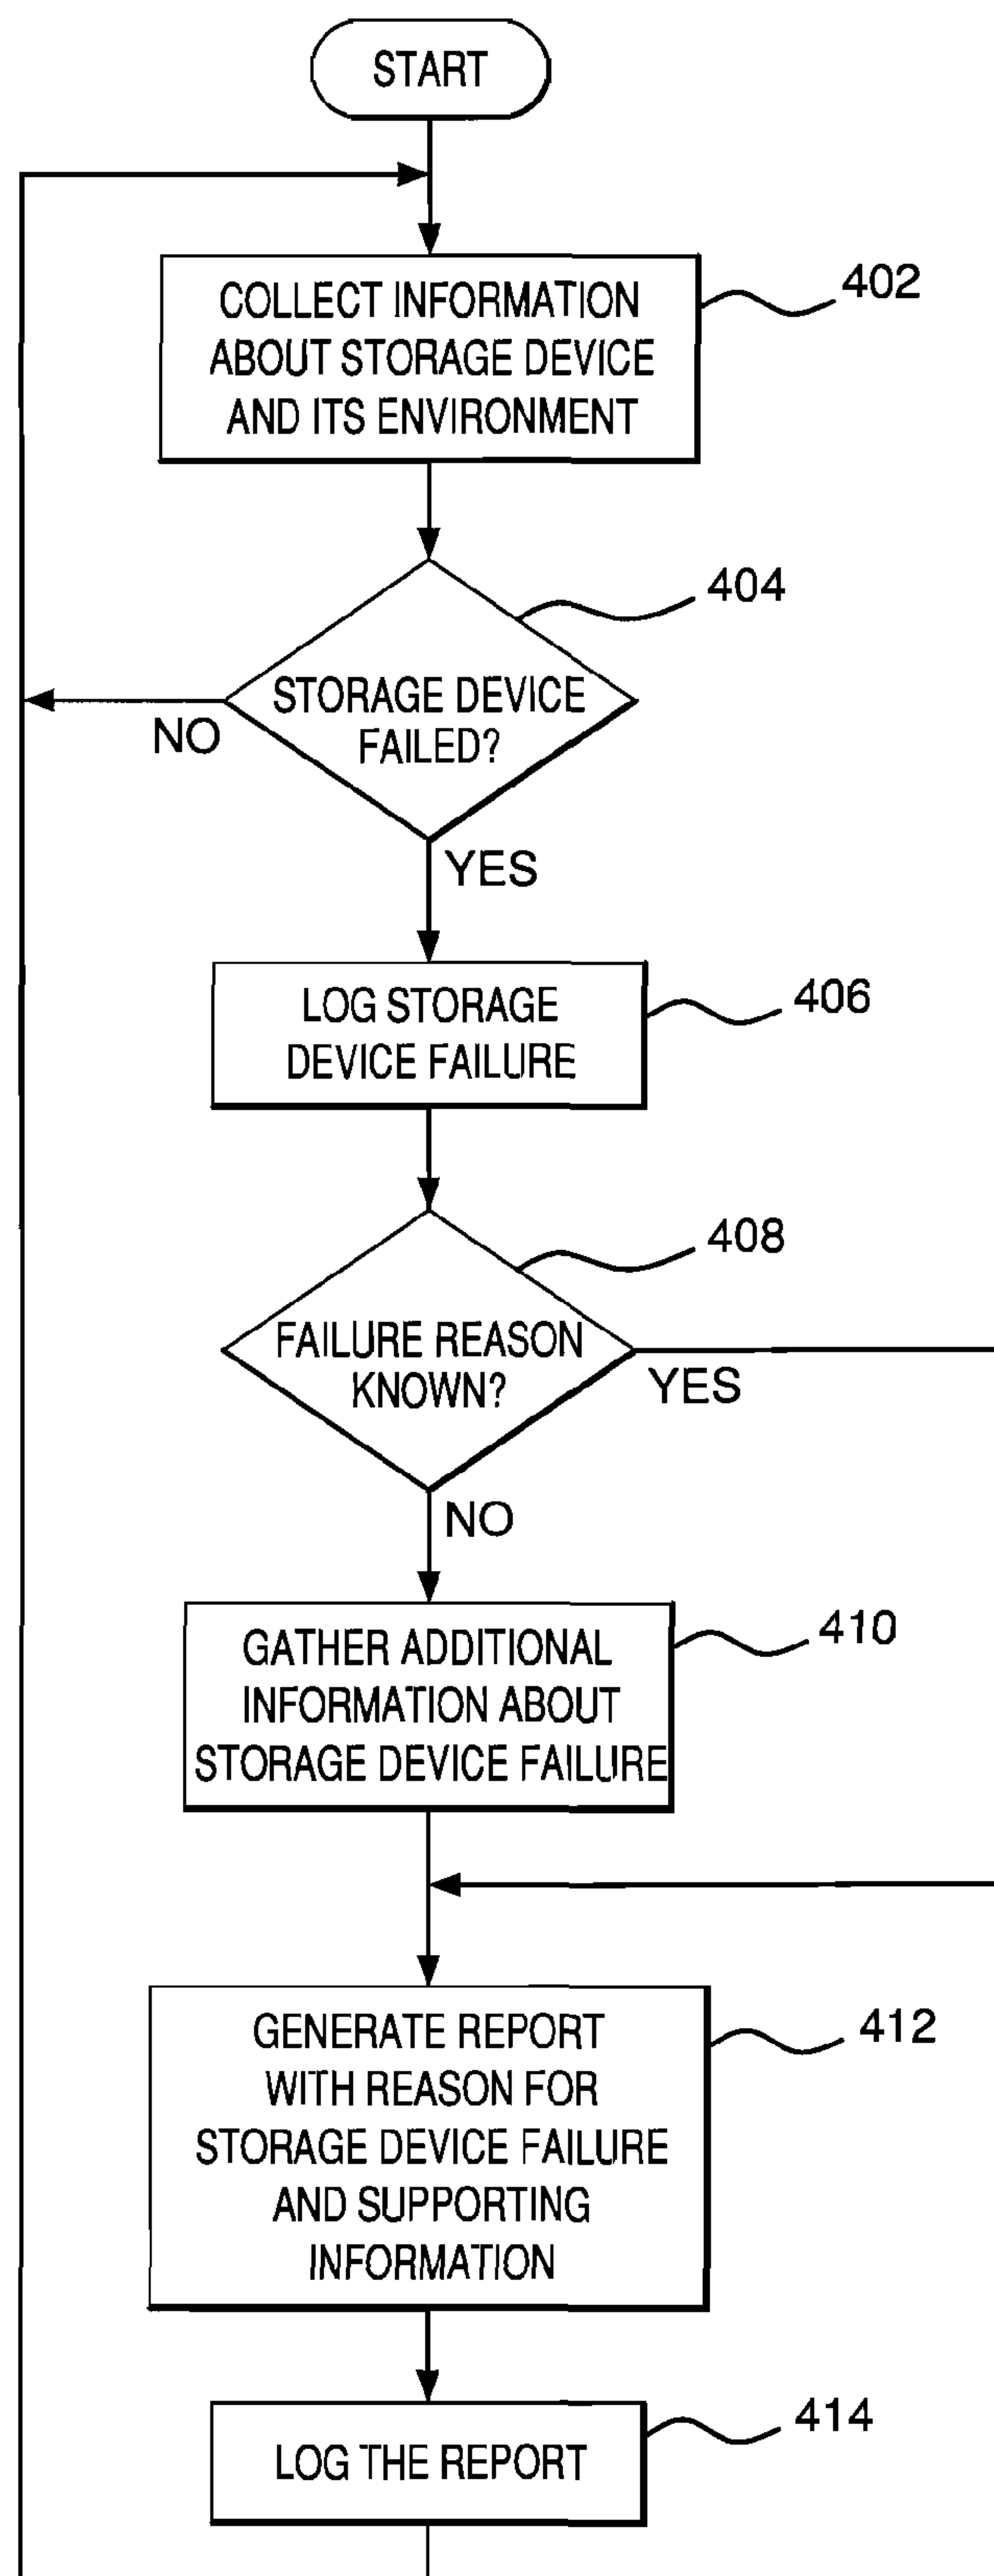 START
COLLECT INFORMATION
ABOUT STORAGE DEVICE
AND ITS ENVIRONMENT
402
404
STORAGE DEVICE
FAILED?
NO
YES
LOG STORAGE
DEVICE FAILURE
406
408
FAILURE REASON
KNOWN?
YES
NO
GATHER ADDITIONAL
INFORMATION ABOUT
STORAGE DEVICE FAILURE
410
GENERATE REPORT
WITH REASON FOR
STORAGE DEVICE FAILURE
AND SUPPORTING
INFORMATION
412
LOG THE REPORT
414